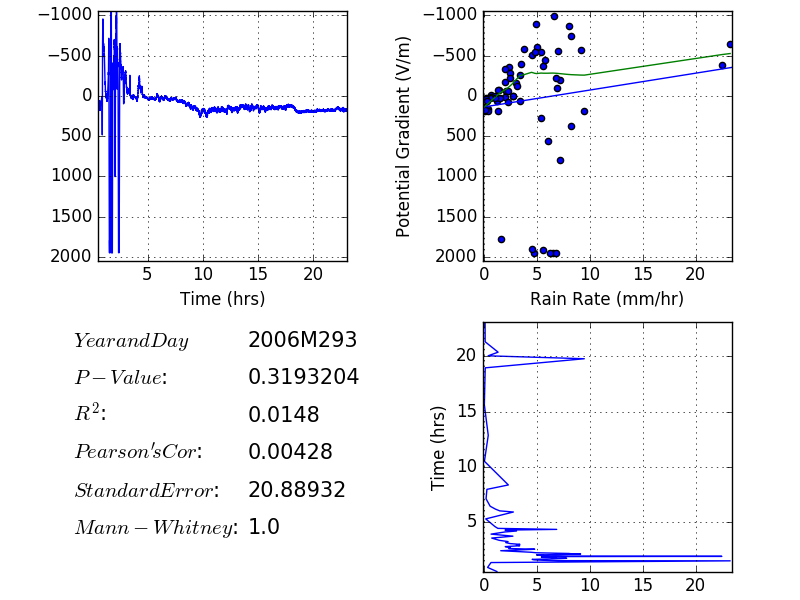 −1000
−500
0
500
1000
1500
2000
5 10 15 20
Time (hrs)
Potential Gradient (V/m)
−1000
−500
0
500
1000
1500
2000
0 5 10 15 20
Rain Rate (mm/hr)
YearandDay 2006M293
P−Value: 0.3193204
R²: 0.0148
Pearson'sCor: 0.00428
StandardError: 20.88932
Mann−Whitney: 1.0
Time (hrs)
20
15
10
5
0 5 10 15 20